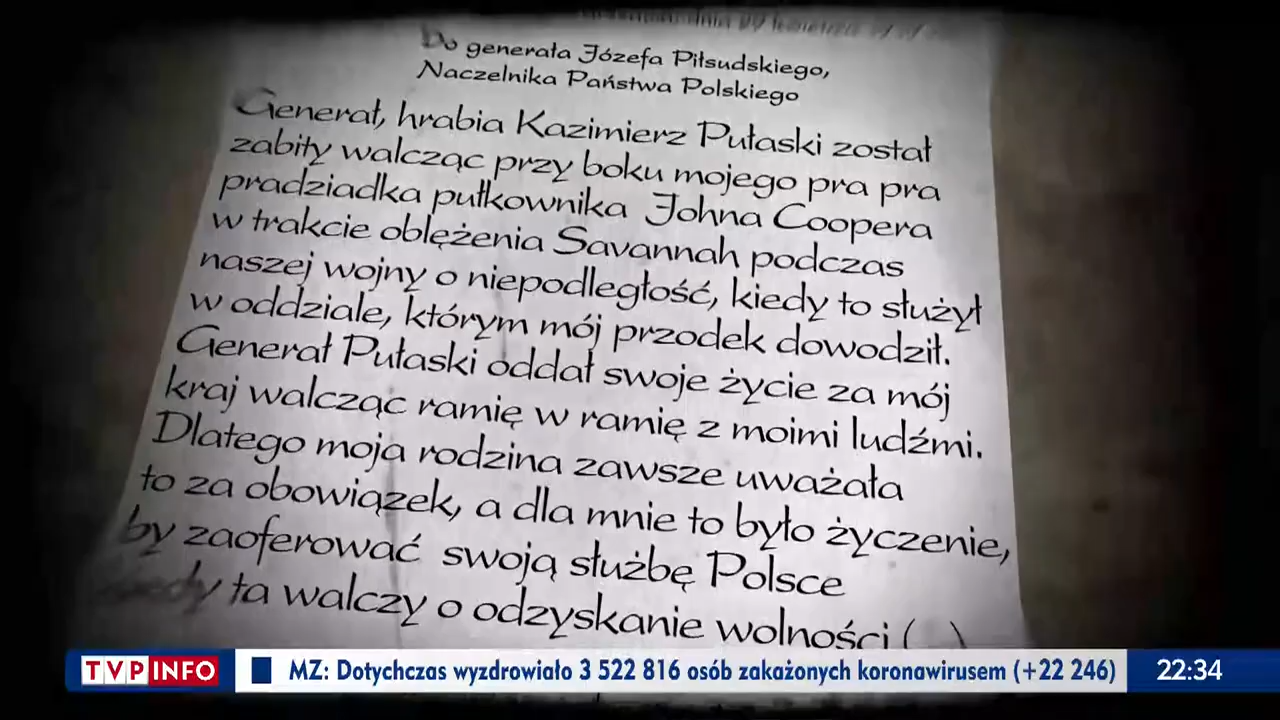 Do generała Józefa Piłsudskiego,
Naczelnika Państwa Polskiego
Generał, hrabia Kazimierz Pułaski został
zabity walcząc przy boku mojego pra pra
pradziadka pułkownika Johna Coopera
w trakcie oblężenia Savannah podczas
naszej wojny o niepodległość, kiedy to służył
w oddziale, którym mój przodek dowodził.
Generał Pułaski oddał swoje życie za mój
kraj walcząc ramię w ramię z moimi ludźmi.
Dlatego moja rodzina zawsze uważała
to za obowiązek, a dla mnie to było życzenie,
by zaoferować swoją służbę Polsce
kiedy ta walczy o odzyskanie wolności (...)
TVP INFO MZ: Dotychczas wyzdrowiało 3 522 816 osób zakażonych koronawirusem (+22 246) 22:34